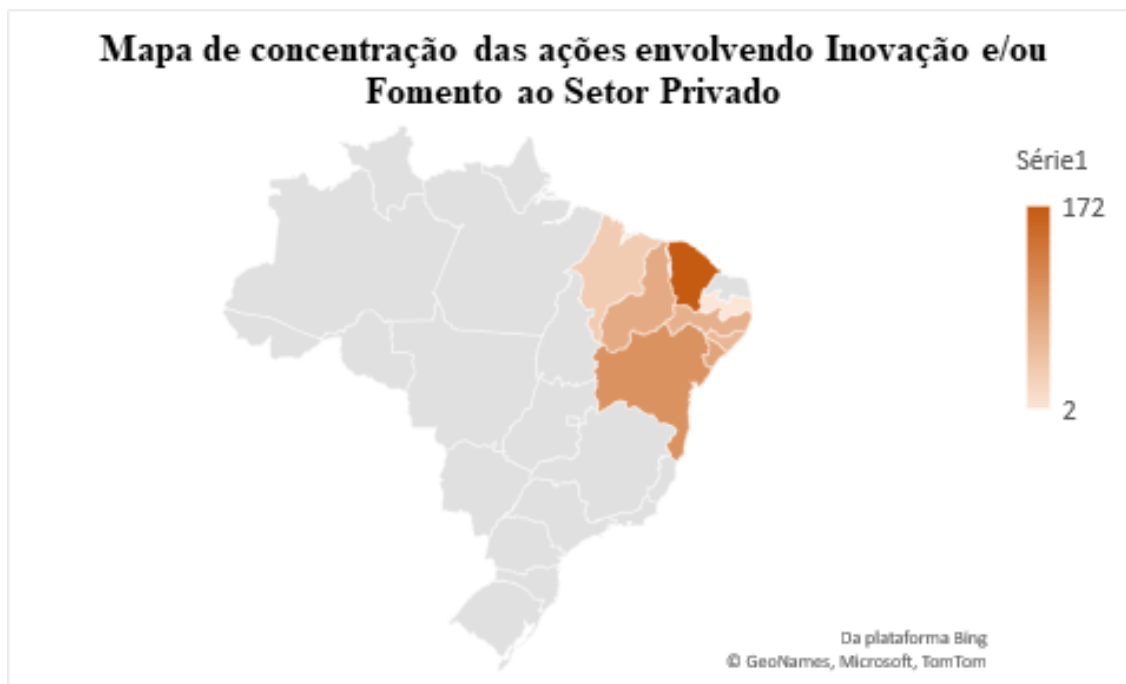 Mapa de concentração das ações envolvendo Inovação e/ou
Fomento ao Setor Privado
Série1
172
2
Da plataforma Bing
© GeoNames, Microsoft, TomTom